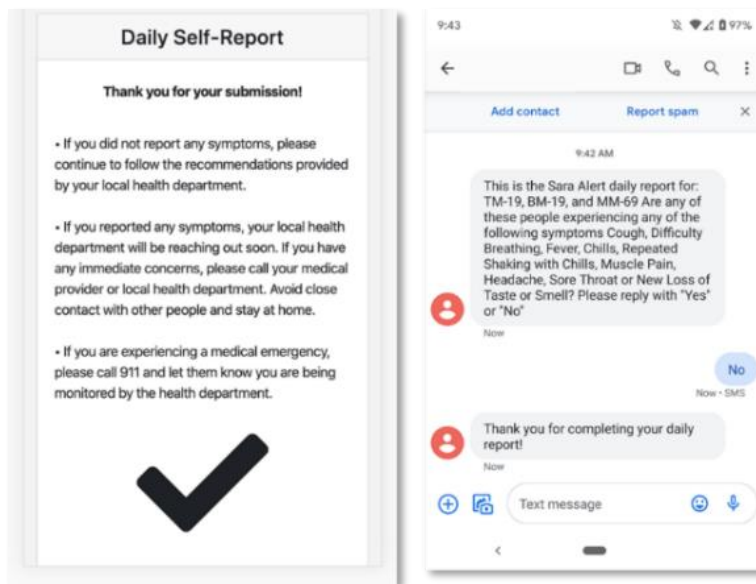 Daily Self-Report
Thank you for your submission!
• If you did not report any symptoms, please
continue to follow the recommendations provided
by your local health department.
• If you reported any symptoms, your local health
department will be reaching out soon. If you have
any immediate concerns, please call your medical
provider or local health department. Avoid close
contact with other people and stay at home.
• If you are experiencing a medical emergency,
please call 911 and let them know you are being
monitored by the health department.
9:43
97%
Add contact
Report spam
9:42 AM
This is the Sara Alert daily report for:
TM-19, BM-19, and MM-69 Are any of
these people experiencing any of the
following symptoms Cough, Difficulty
Breathing, Fever, Chills, Repeated
Shaking with Chills, Muscle Pain,
Headache, Sore Throat or New Loss of
Taste or Smell? Please reply with "Yes"
or "No"
Now
No
Now • SMS
Thank you for completing your daily
report!
Now
Text message